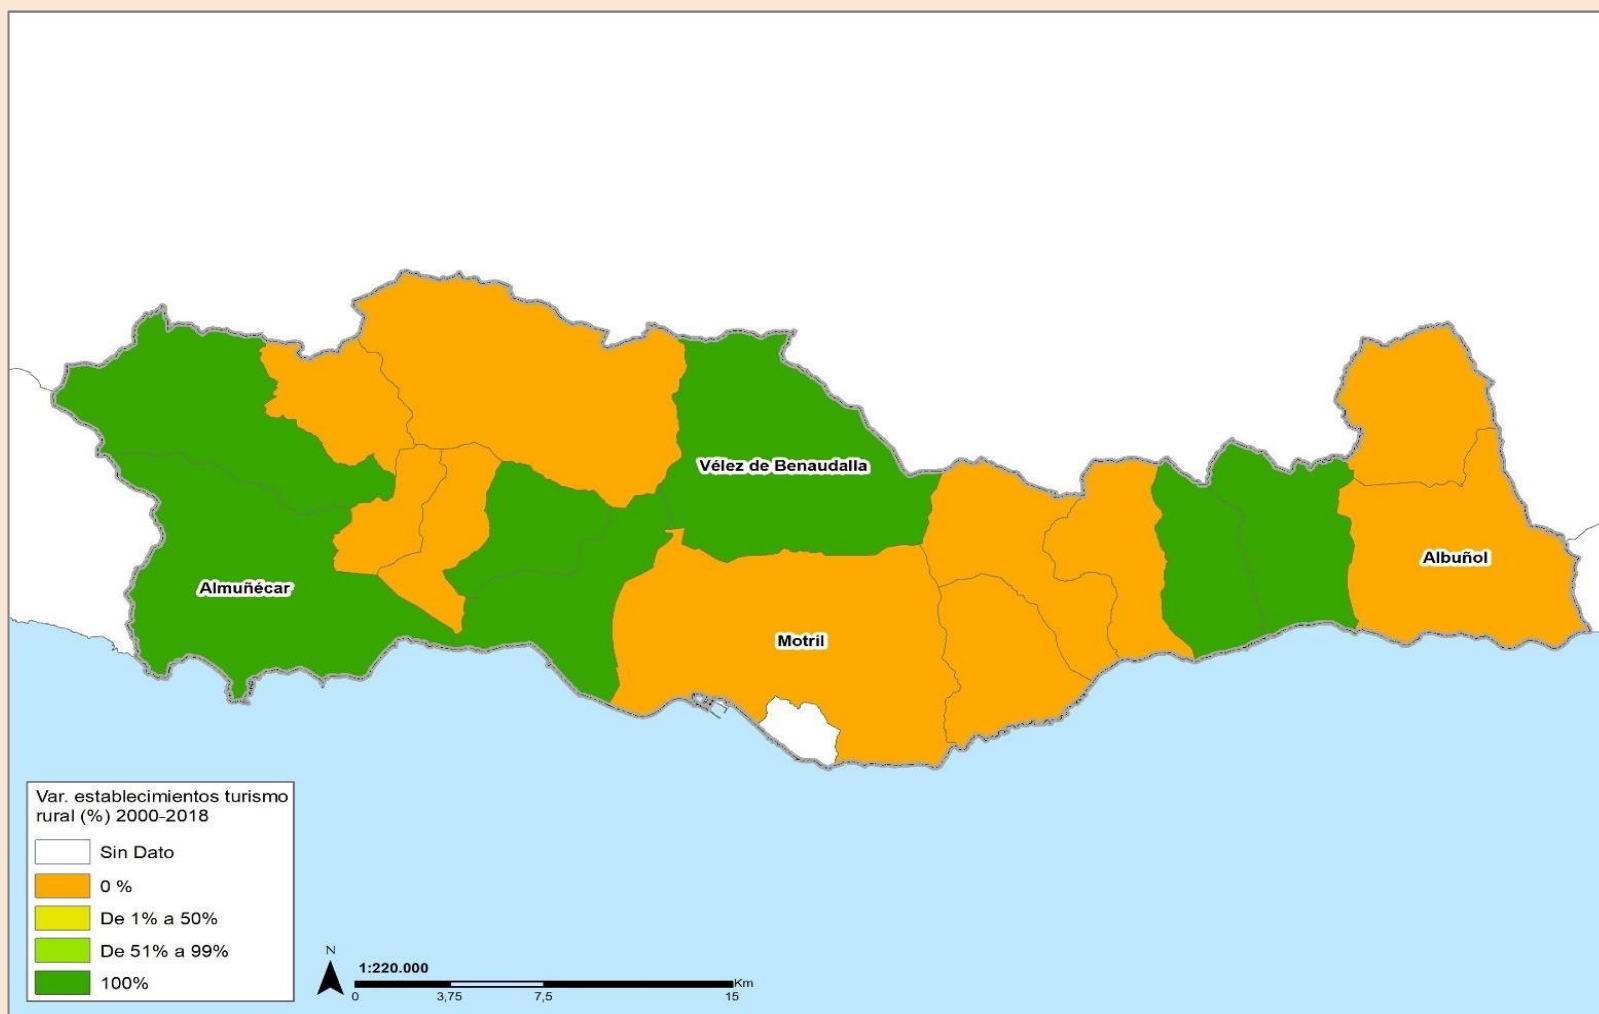 Vélez de Benaudalla
Albuñol
Almuñécar
Motril
Var. establecimientos turismo
rural (%) 2000-2018
Sin Dato
0 %
De 1% a 50%
De 51% a 99%
100%
N
1:220.000
Km
0 3,75 7,5 15